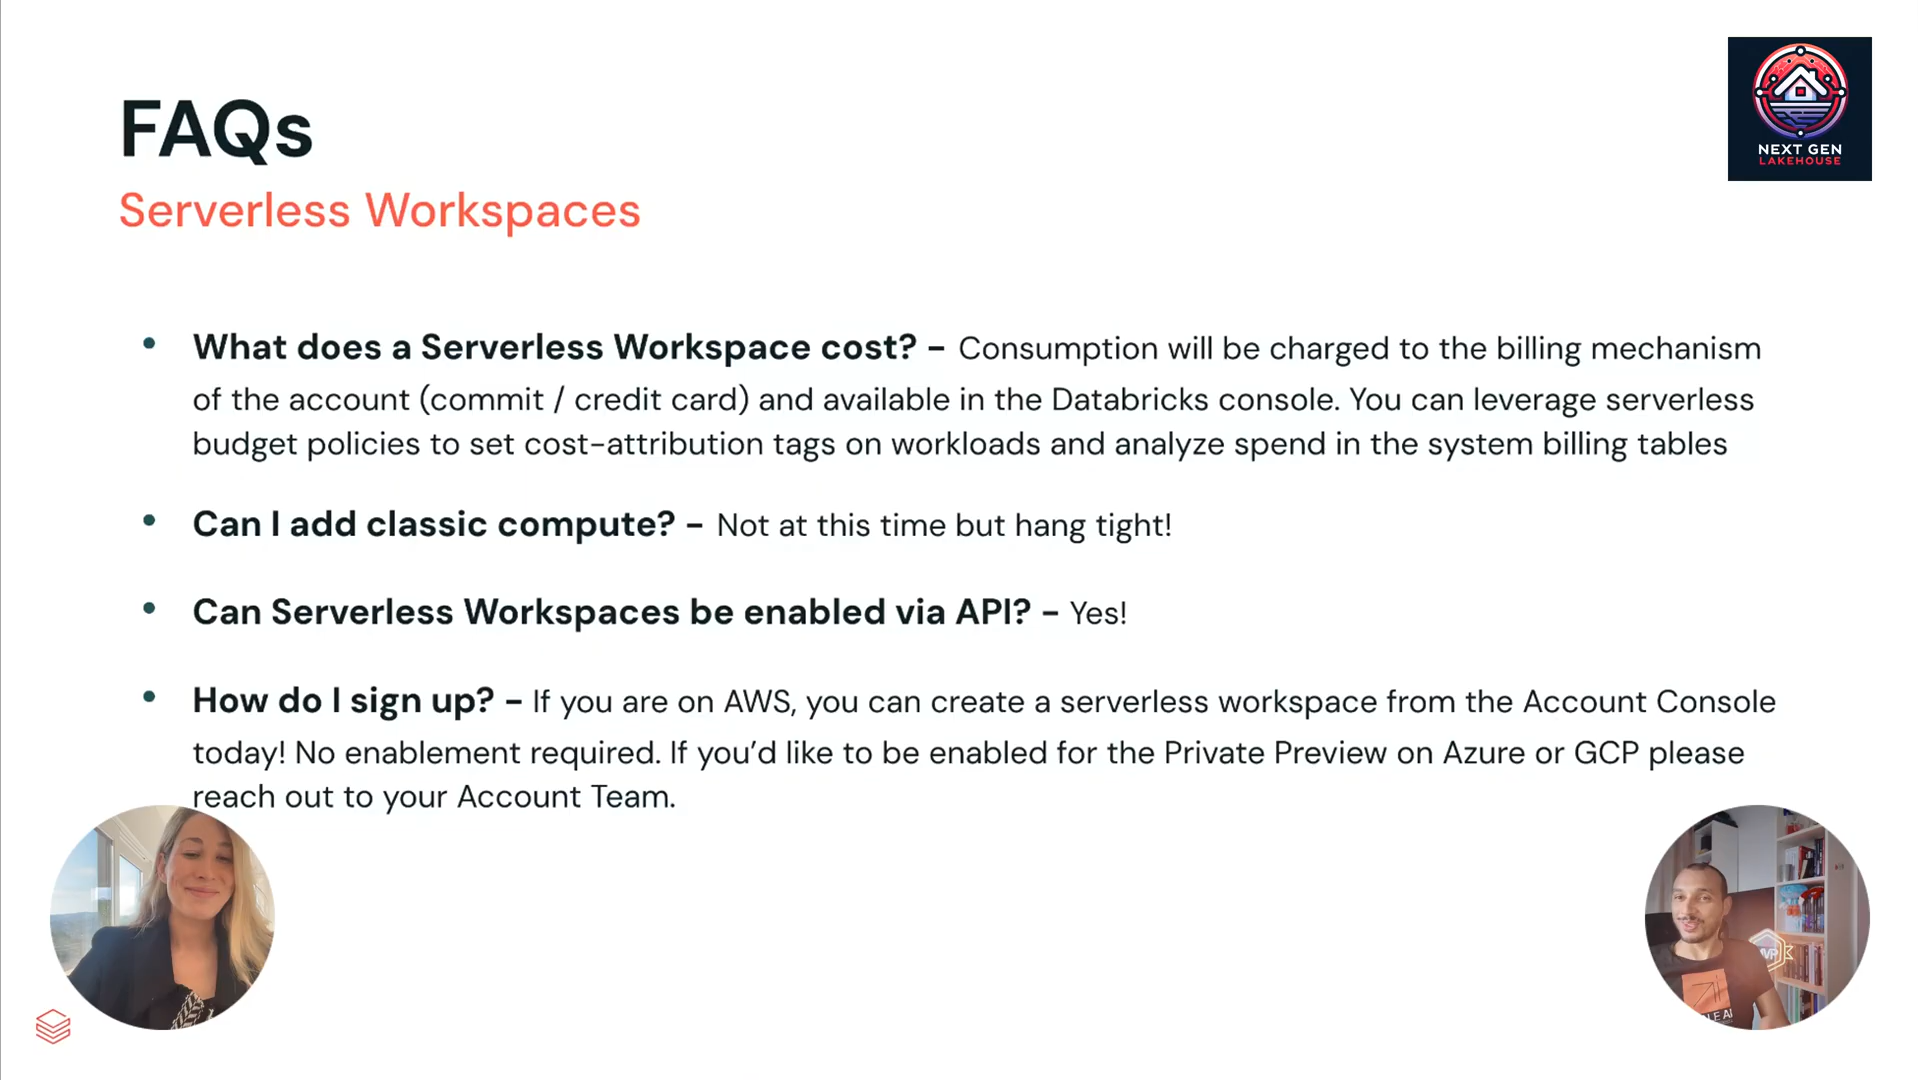 FAQs
Serverless Workspaces
NEXT GEN
LAKEHOUSE
• What does a Serverless Workspace cost? – Consumption will be charged to the billing mechanism
of the account (commit / credit card) and available in the Databricks console. You can leverage serverless
budget policies to set cost-attribution tags on workloads and analyze spend in the system billing tables
• Can I add classic compute? – Not at this time but hang tight!
• Can Serverless Workspaces be enabled via API? – Yes!
• How do I sign up? – If you are on AWS, you can create a serverless workspace from the Account Console
today! No enablement required. If you’d like to be enabled for the Private Preview on Azure or GCP please
reach out to your Account Team.